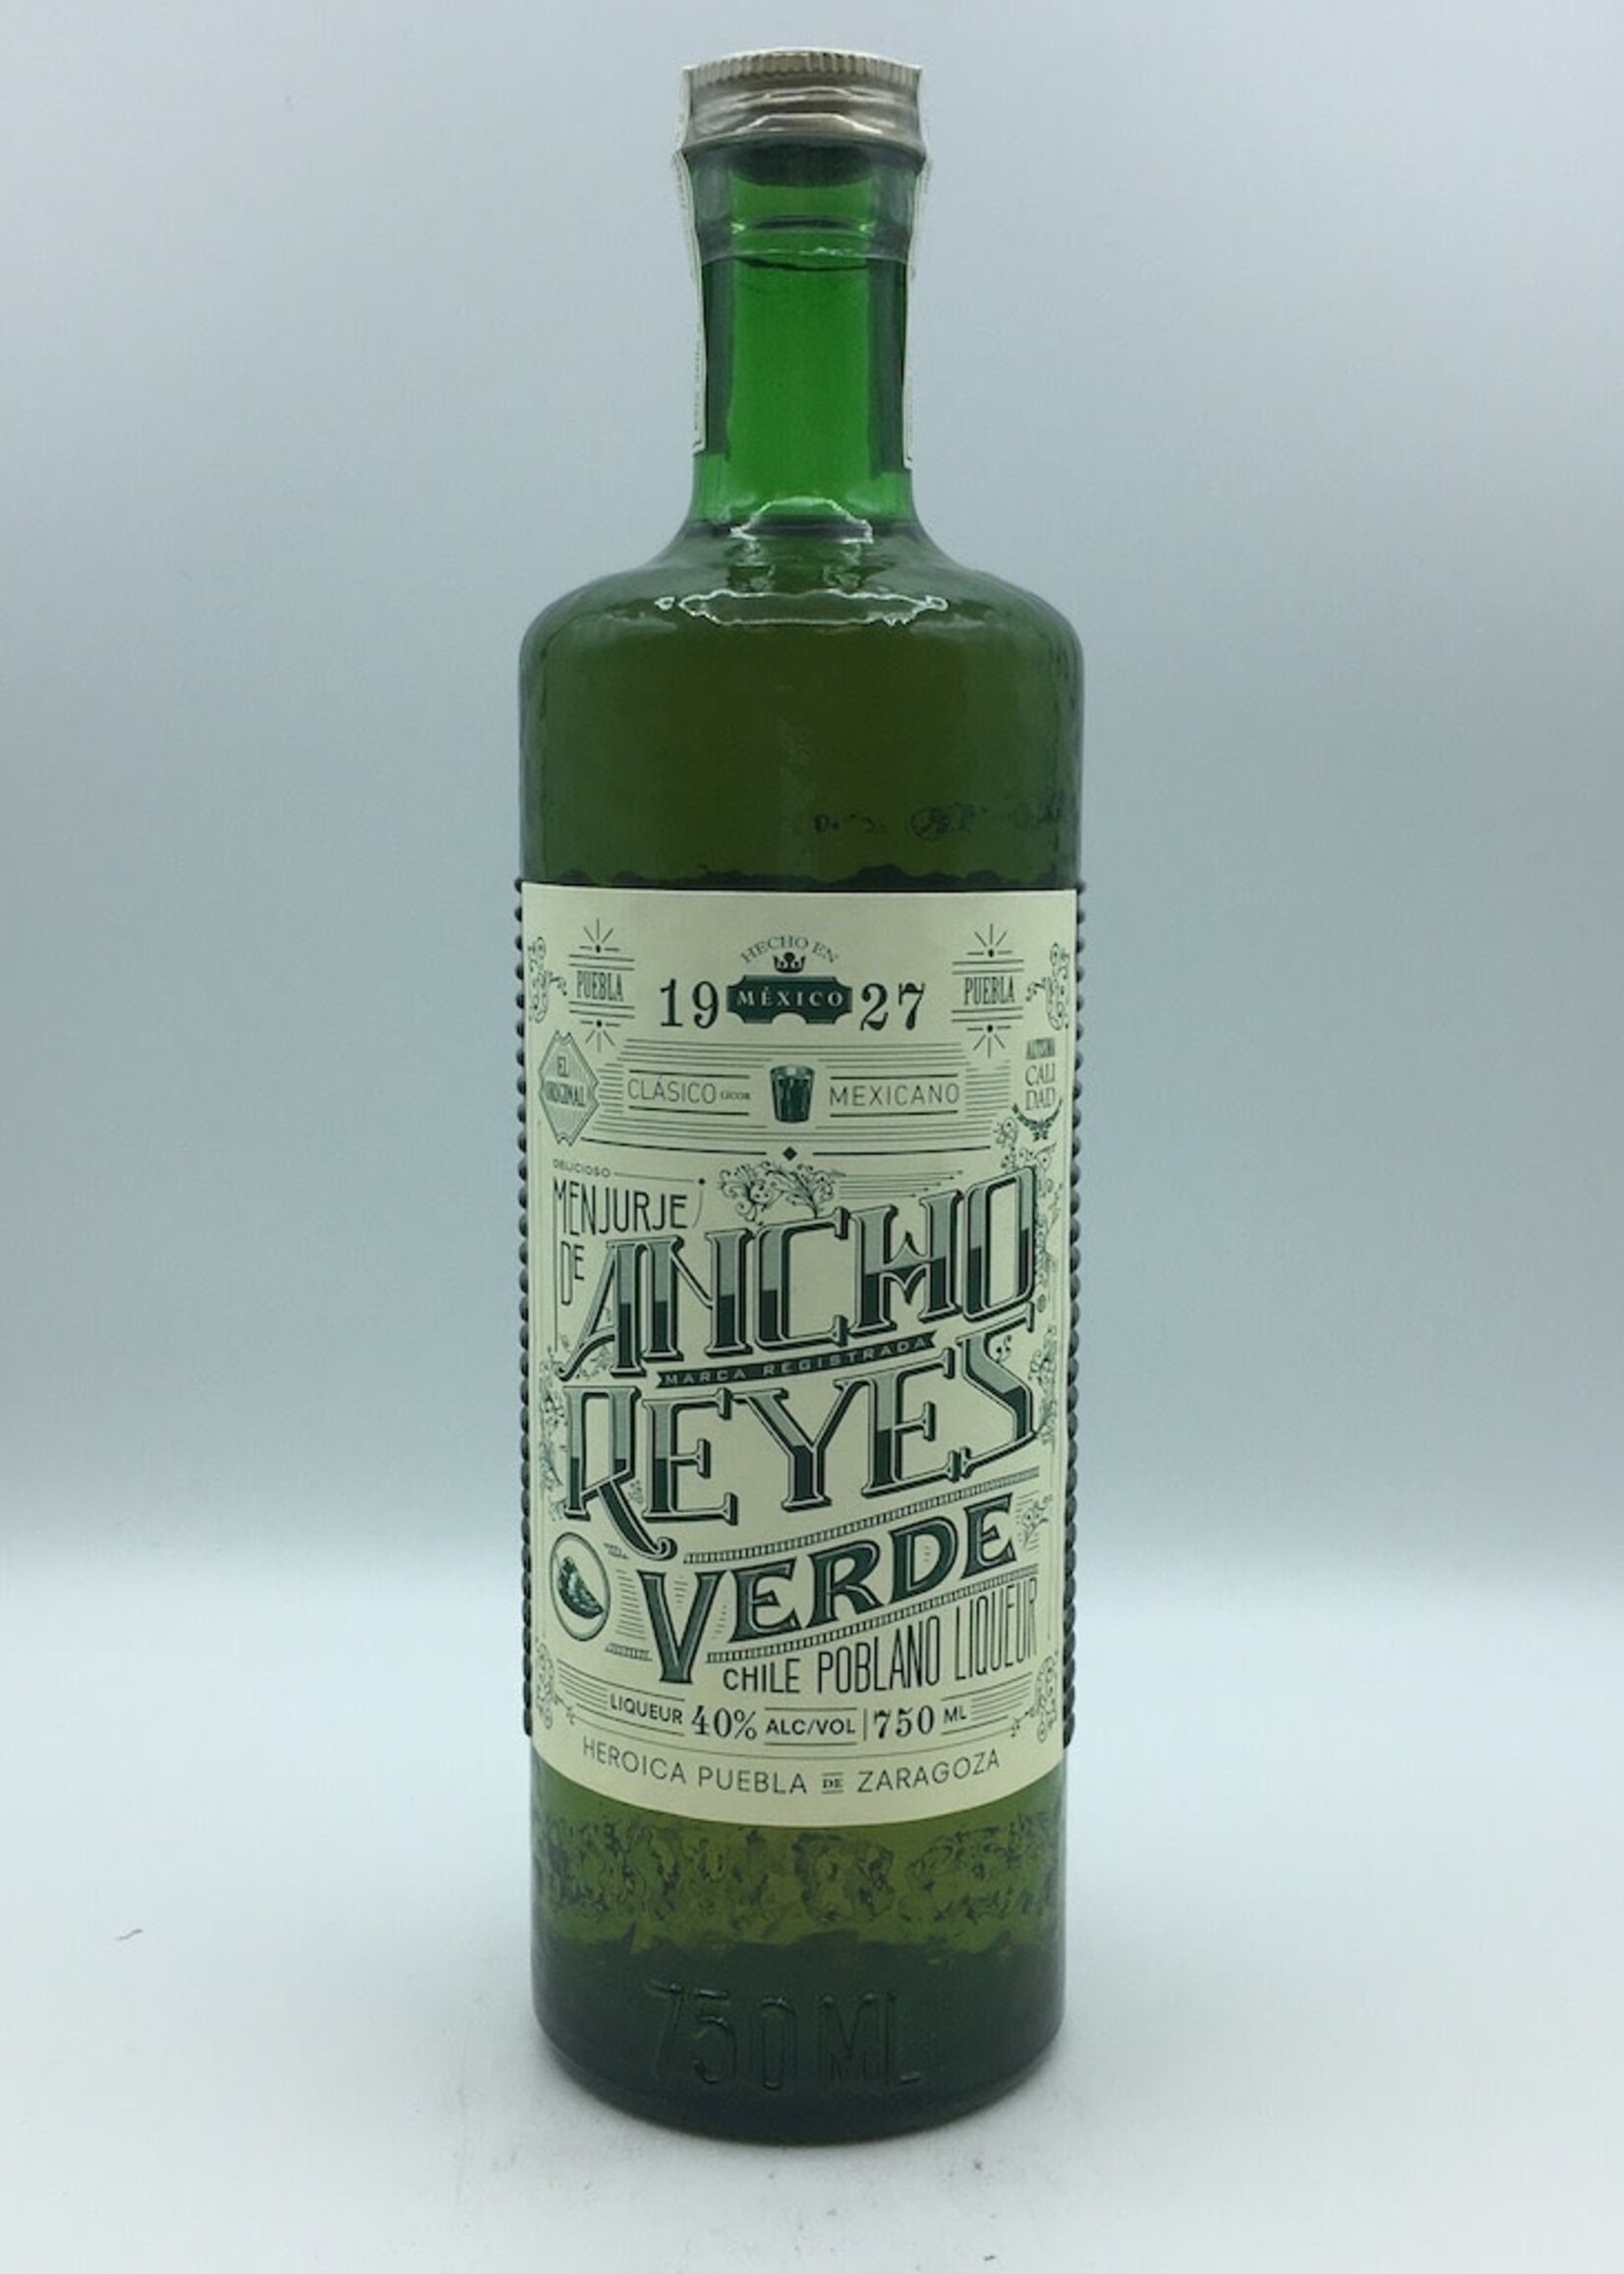 HECHO EN
PUEBLA 19 MÉXICO 27 PUEBLA
EL ORIGINAL
CLÁSICO LICOR MEXICANO
ALTISIMA
CALI
DAD
DELICIOSO
MENJURJE
DE
ANCHO
MARCA REGISTRADA
REYES
VERDE
CHILE POBLANO LIQUEUR
LIQUEUR 40% ALC/VOL | 750 ML
HEROICA PUEBLA DE ZARAGOZA
750 ML